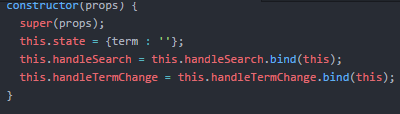 constructor(props) {
super(props);
this.state = {term : ''};
this.handleSearch = this.handleSearch.bind(this);
this.handleTermChange = this.handleTermChange.bind(this);
}